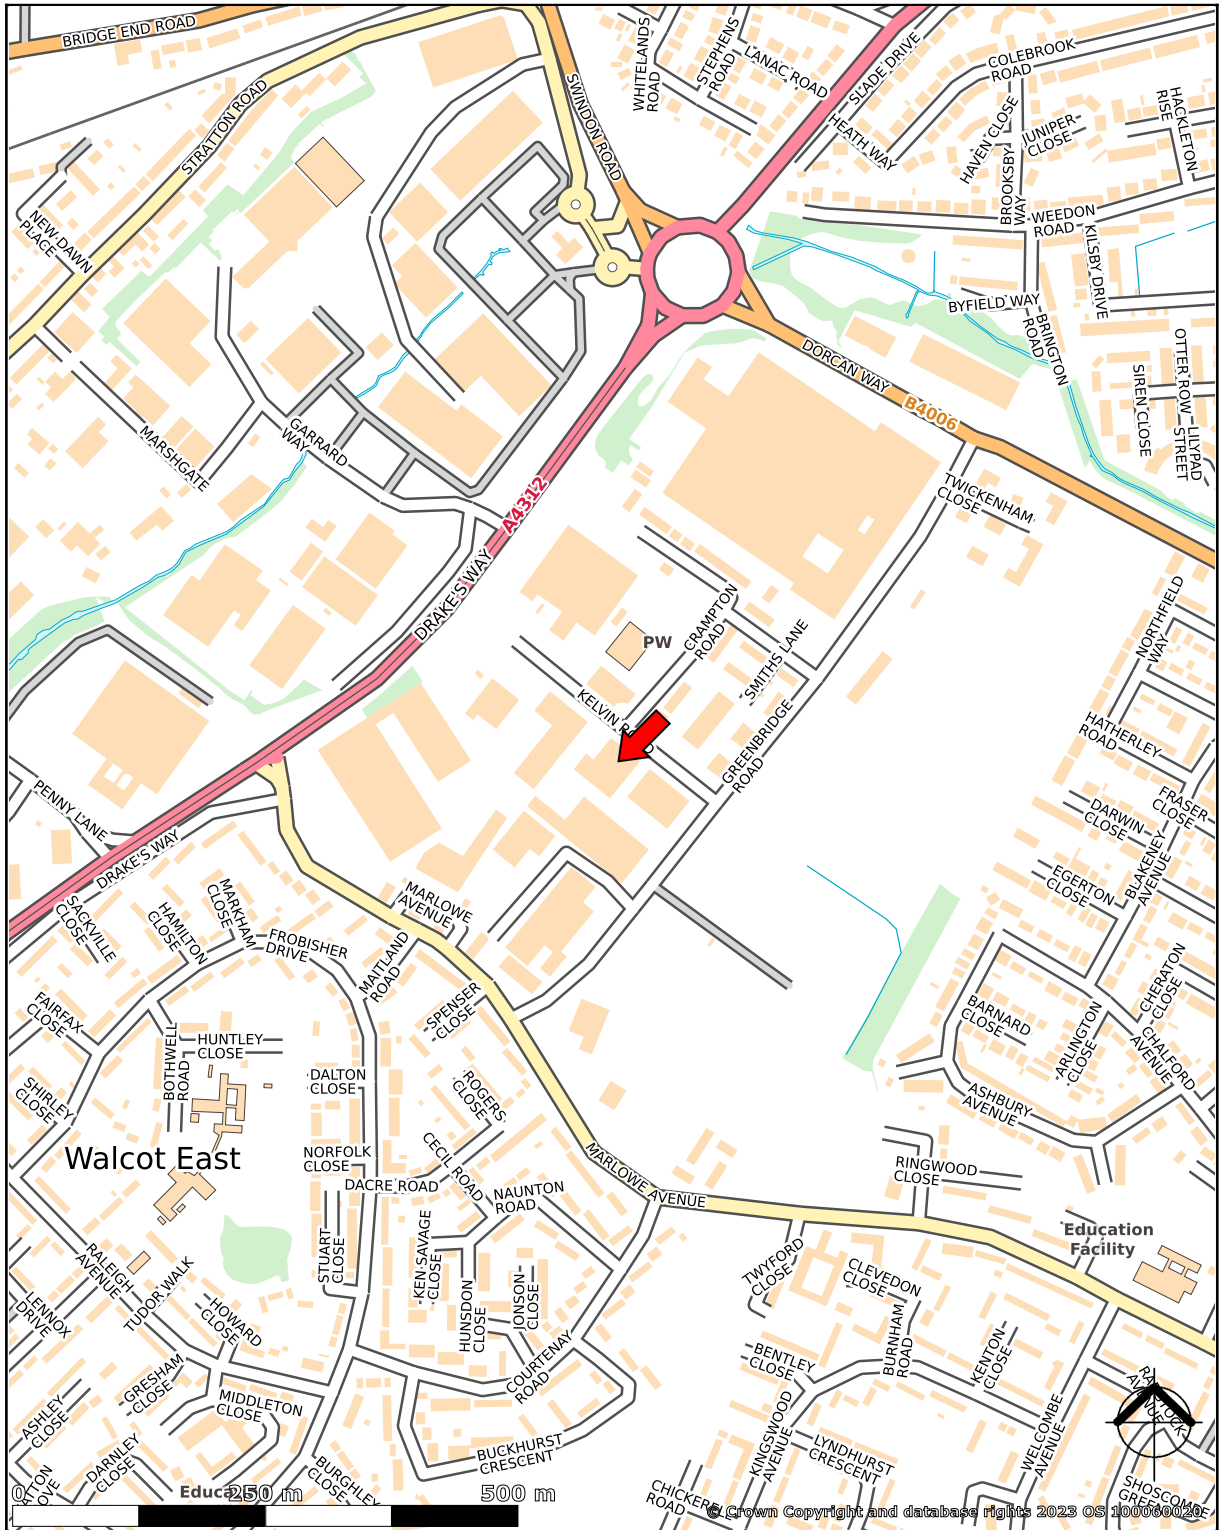 BRIDGE END ROAD
STRATTON ROAD
SWINDON ROAD
WHITELANDS
ROAD
STEPHENS
ROAD
LANAC ROAD
SLADE DRIVE
COLEBROOK
ROAD
HEATH WAY
HAVEN CLOSE
JUNIPER
CLOSE
HACKLETON
RISE
BROOKSBY
WAY
WEEDON
ROAD
KILSBY DRIVE
NEW DAWN
PLACE
BYFIELD WAY
BRINGTON
ROAD
OTTER ROW
SIREN CLOSE
LILYPAD
STREET
DORCAN WAY
B4006
MARSHGATE
GARRARD
WAY
A4312
TWICKENHAM
CLOSE
DRAKE'S WAY
CRAMPTON
ROAD
PW
SMITHS LANE
KELVIN
GREENBRIDGE
ROAD
NORTHFIELD
WAY
HATHERLEY
ROAD
FRASER
CLOSE
DARWIN
CLOSE
BLAKENEY
AVENUE
EGERTON
CLOSE
PENNY LANE
DRAKE'S WAY
MARLOWE
AVENUE
SACKVILLE
CLOSE
HAMILTON
CLOSE
MARKHAM
CLOSE
FROBISHER
DRIVE
MAITLAND
ROAD
SPENSER
CLOSE
CHERATON
CLOSE
BARNARD
CLOSE
ARLINGTON
CLOSE
CHALFORD
AVENUE
ASHBURY
AVENUE
FAIRFAX
CLOSE
BOTHWELL
ROAD
HUNTLEY
CLOSE
SHIRLEY
CLOSE
DALTON
CLOSE
ROGERS
CLOSE
Walcot East
NORFOLK
CLOSE
CECIL ROAD
DACRE ROAD
NAUNTON
ROAD
MARLOWE AVENUE
RINGWOOD
CLOSE
Education
Facility
RALEIGH
AVENUE
TUDOR WALK
STUART
CLOSE
KEN SAVAGE
CLOSE
HUNSDON
CLOSE
JONSON
CLOSE
TWYFORD
CLOSE
CLEVEDON
CLOSE
LENNOX
DRIVE
HOWARD
CLOSE
COURTENAY
ROAD
BURNHAM
ROAD
KENTON
CLOSE
BENTLEY
CLOSE
GRESHAM
CLOSE
MIDDLETON
CLOSE
ASHLEY
CLOSE
DARNLEY
CLOSE
BUCKHURST
CRESCENT
BURGHLEY
CLOSE
KINGSWOOD
AVENUE
LYNDHURST
CRESCENT
WELCOMBE
AVENUE
SHOSCOMBE
GREEN
ROAD
0
250 m
500 m
© Crown Copyright and database rights 2023 OS 100060020